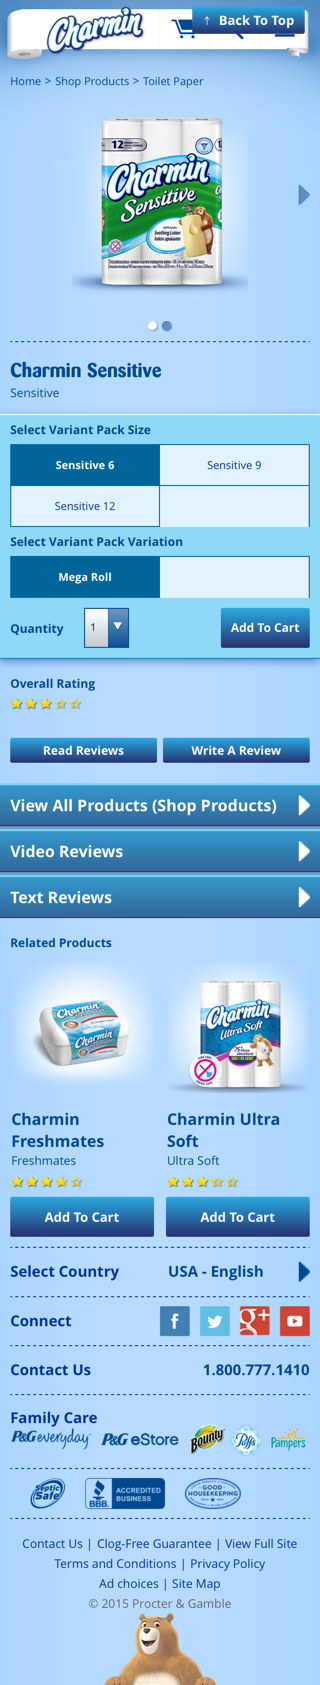 Charmin
↑ Back To Top
Home > Shop Products > Toilet Paper
12
Charmin
Sensitive
Soothing Lotion
Charmin Sensitive
Sensitive
Select Variant Pack Size
Sensitive 6
Sensitive 9
Sensitive 12
Select Variant Pack Variation
Mega Roll
Quantity
1
Add To Cart
Overall Rating
Read Reviews
Write A Review
View All Products (Shop Products)
Video Reviews
Text Reviews
Related Products
Charmin
Freshmates
Charmin
Ultra Soft
Charmin
Freshmates
Charmin Ultra
Soft
Freshmates
Ultra Soft
Add To Cart
Add To Cart
Select Country
USA - English
Connect
f
g+
Contact Us
1.800.777.1410
Family Care
P&G everyday
P&G eStore
Bounty
Puffs
Pampers
Septic Safe
BBB.
ACCREDITED
BUSINESS
GOOD
HOUSEKEEPING
Contact Us | Clog-Free Guarantee | View Full Site
Terms and Conditions | Privacy Policy
Ad choices | Site Map
© 2015 Procter & Gamble